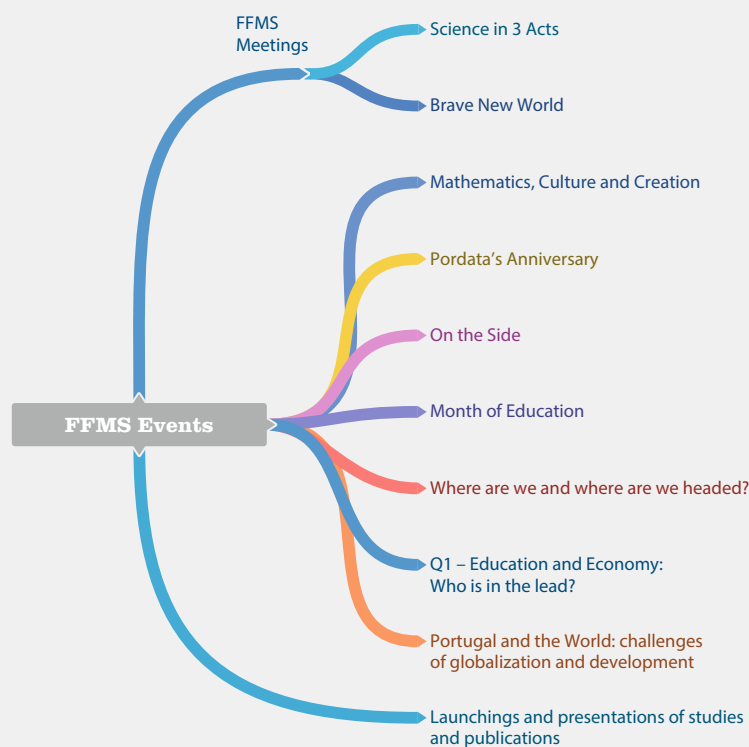 FFMS
Meetings
Science in 3 Acts
Brave New World
Mathematics, Culture and Creation
Pordata's Anniversary
On the Side
FFMS Events
Month of Education
Where are we and where are we headed?
Q1 – Education and Economy:
Who is in the lead?
Portugal and the World: challenges
of globalization and development
Launchings and presentations of studies
and publications